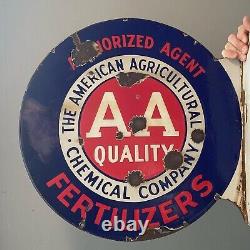 AUTHORIZED AGENT
· THE AMERICAN AGRICULTURAL ·
CHEMICAL COMPANY
AA
QUALITY
FERTILIZERS